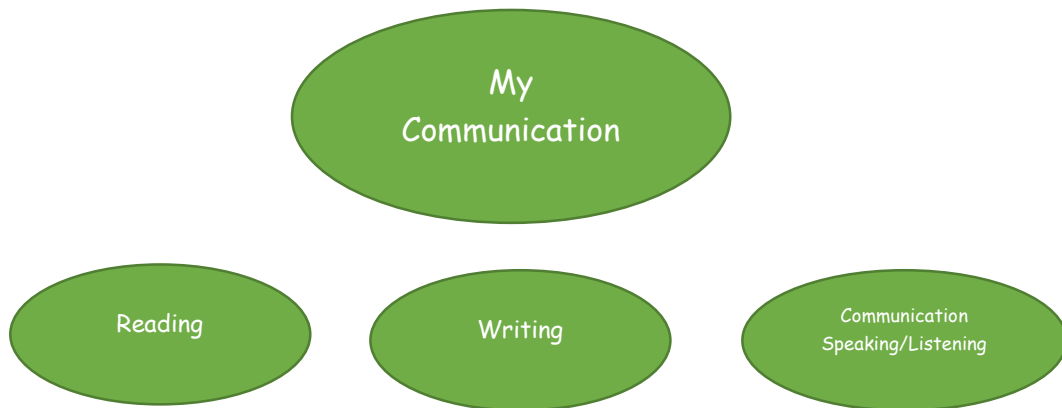 My
Communication
Reading
Writing
Communication
Speaking/Listening